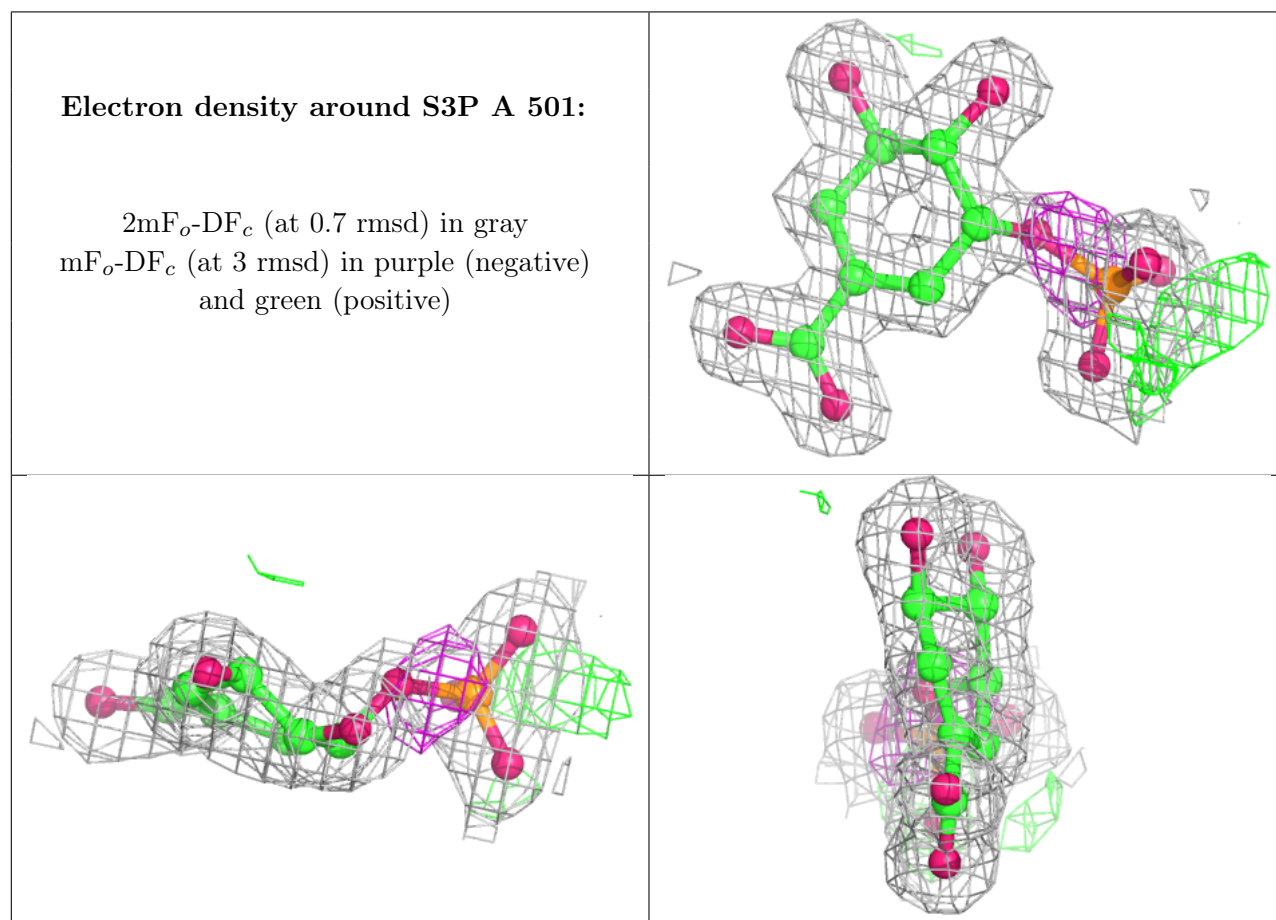 Electron density around S3P A 501:
2mFo-DFc (at 0.7 rmsd) in gray
mFo-DFc (at 3 rmsd) in purple (negative)
and green (positive)